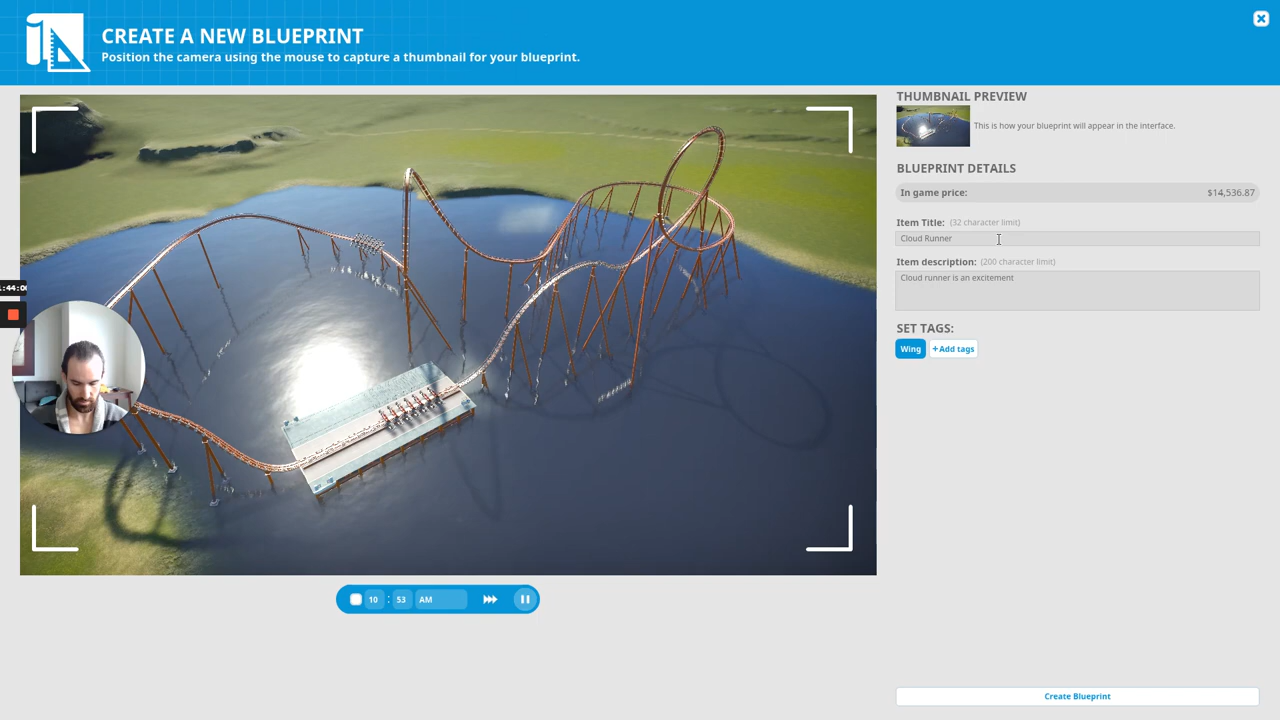 CREATE A NEW BLUEPRINT
Position the camera using the mouse to capture a thumbnail for your blueprint.
THUMBNAIL PREVIEW
This is how your blueprint will appear in the interface.
BLUEPRINT DETAILS
In game price: $14,536.87
Item Title: (32 character limit)
Cloud Runner
Item description: (200 character limit)
Cloud runner is an excitement
1:44:0
SET TAGS:
Wing +Add tags
10 : 53 AM
Create Blueprint